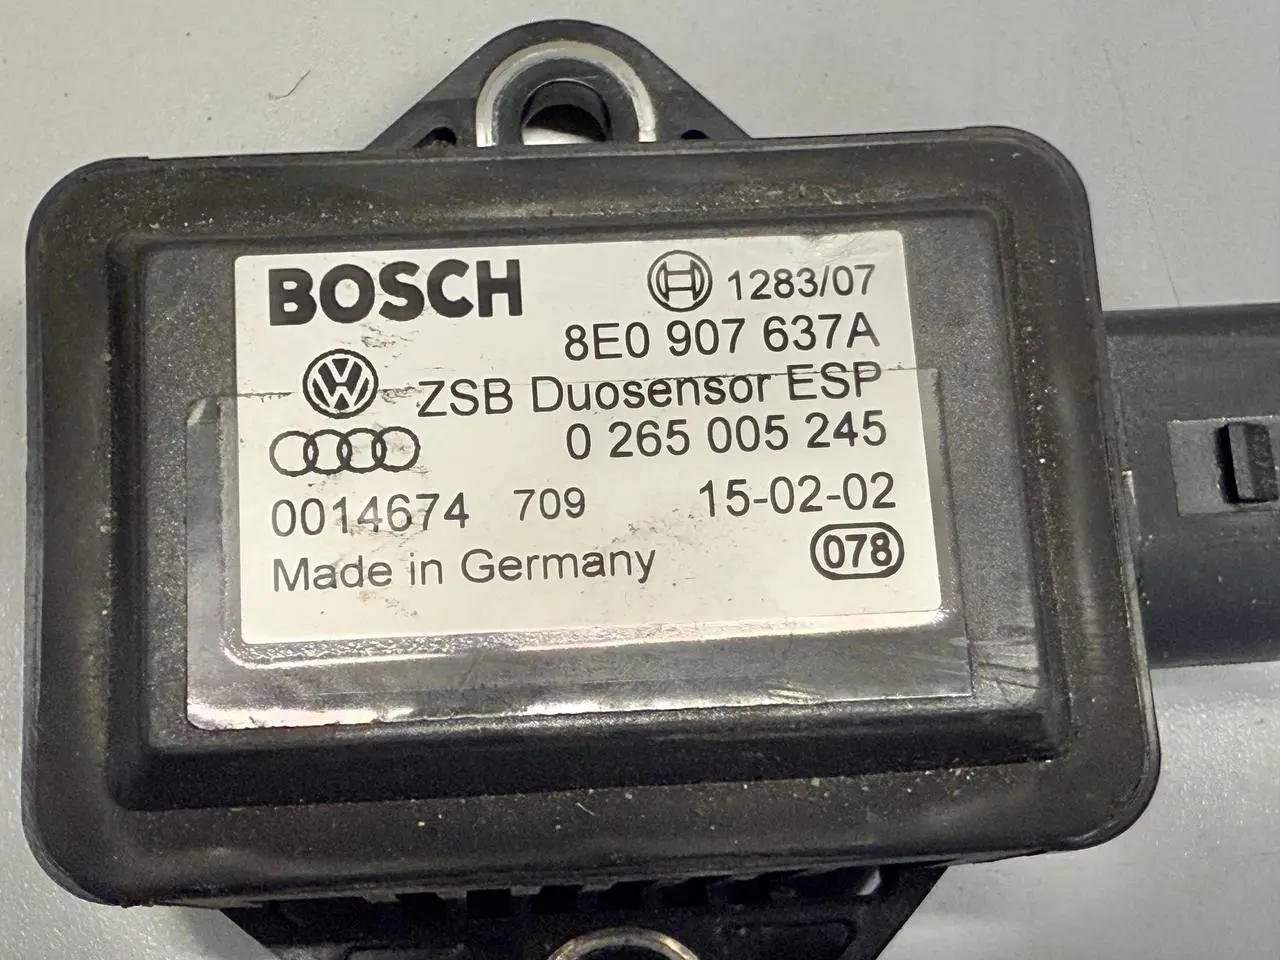 BOSCH 1283/07
8E0 907 637A
ZSB Duosensor ESP
0 265 005 245
0014674 709 15-02-02
Made in Germany 078